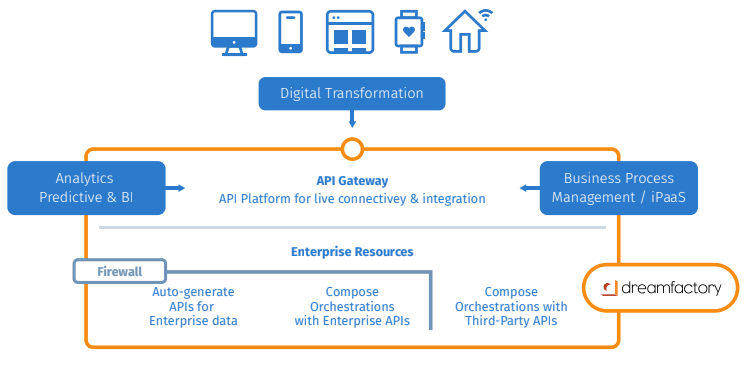 Digital Transformation
Analytics
Predictive & BI
API Gateway
API Platform for live connectivey & integration
Business Process
Management / iPaaS
Enterprise Resources
Firewall
Auto-generate
APIs for
Enterprise data
Compose
Orchestrations
with Enterprise APIs
Compose
Orchestrations with
Third-Party APIs
dreamfactory